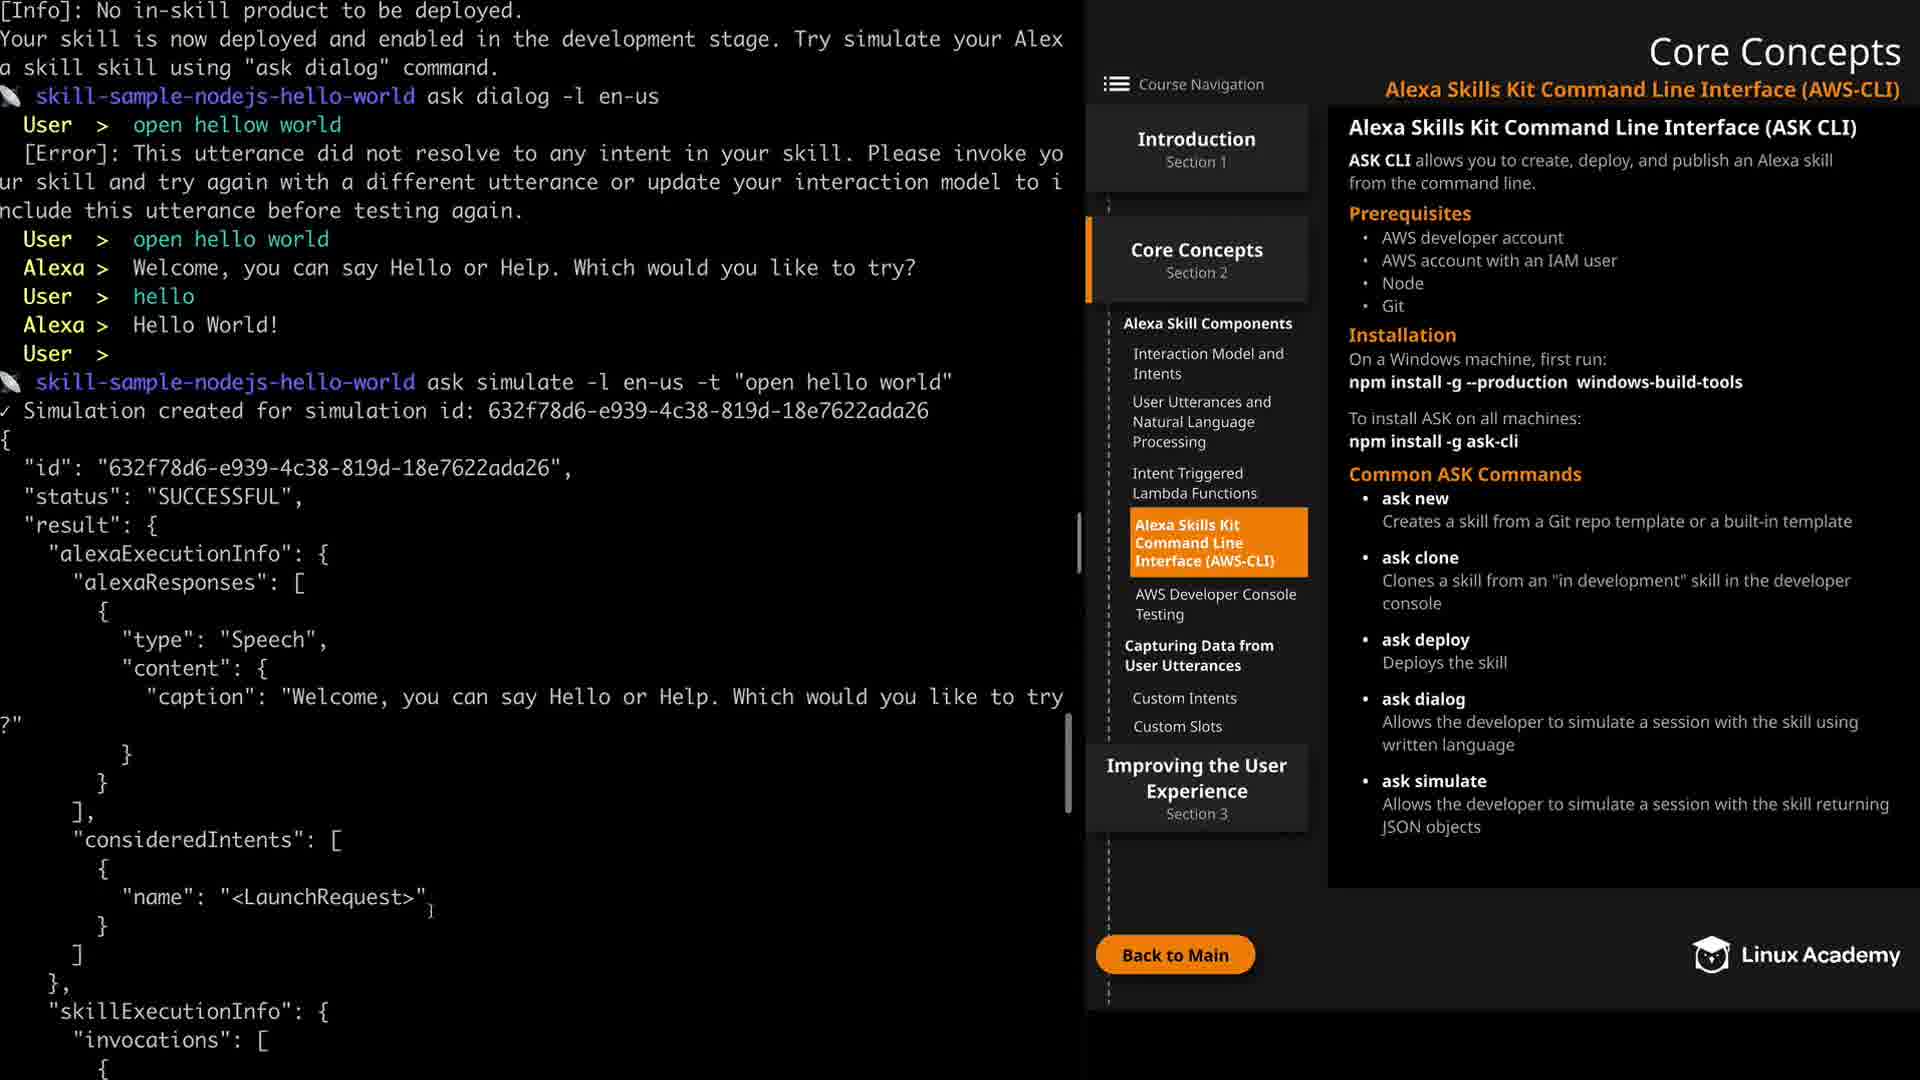 [Info]: No in-skill product to be deployed.
Your skill is now deployed and enabled in the development stage. Try simulate your Alex
a skill skill using "ask dialog" command.
skill-sample-nodejs-hello-world ask dialog -l en-us
User > open hellow world
[Error]: This utterance did not resolve to any intent in your skill. Please invoke yo
ur skill and try again with a different utterance or update your interaction model to i
nclude this utterance before testing again.
User > open hello world
Alexa > Welcome, you can say Hello or Help. Which would you like to try?
User > hello
Alexa > Hello World!
User >
skill-sample-nodejs-hello-world ask simulate -l en-us -t "open hello world"
✓ Simulation created for simulation id: 632f78d6-e939-4c38-819d-18e7622ada26
{
"id": "632f78d6-e939-4c38-819d-18e7622ada26",
"status": "SUCCESSFUL",
"result": {
"alexaExecutionInfo": {
"alexaResponses": [
{
"type": "Speech",
"content": {
"caption": "Welcome, you can say Hello or Help. Which would you like to try
?"
}
}
],
"consideredIntents": [
{
"name": "<LaunchRequest>"
}
]
},
"skillExecutionInfo": {
"invocations": [
{
Core Concepts
Alexa Skills Kit Command Line Interface (AWS-CLI)
Course Navigation
Introduction
Section 1
Core Concepts
Section 2
Alexa Skill Components
Interaction Model and
Intents
User Utterances and
Natural Language
Processing
Intent Triggered
Lambda Functions
Alexa Skills Kit
Command Line
Interface (AWS-CLI)
AWS Developer Console
Testing
Capturing Data from
User Utterances
Custom Intents
Custom Slots
Improving the User
Experience
Section 3
Back to Main
Alexa Skills Kit Command Line Interface (ASK CLI)
ASK CLI allows you to create, deploy, and publish an Alexa skill
from the command line.
Prerequisites
• AWS developer account
• AWS account with an IAM user
• Node
• Git
Installation
On a Windows machine, first run:
npm install -g --production windows-build-tools
To install ASK on all machines:
npm install -g ask-cli
Common ASK Commands
• ask new
Creates a skill from a Git repo template or a built-in template
• ask clone
Clones a skill from an "in development" skill in the developer
console
• ask deploy
Deploys the skill
• ask dialog
Allows the developer to simulate a session with the skill using
written language
• ask simulate
Allows the developer to simulate a session with the skill returning
JSON objects
Linux Academy